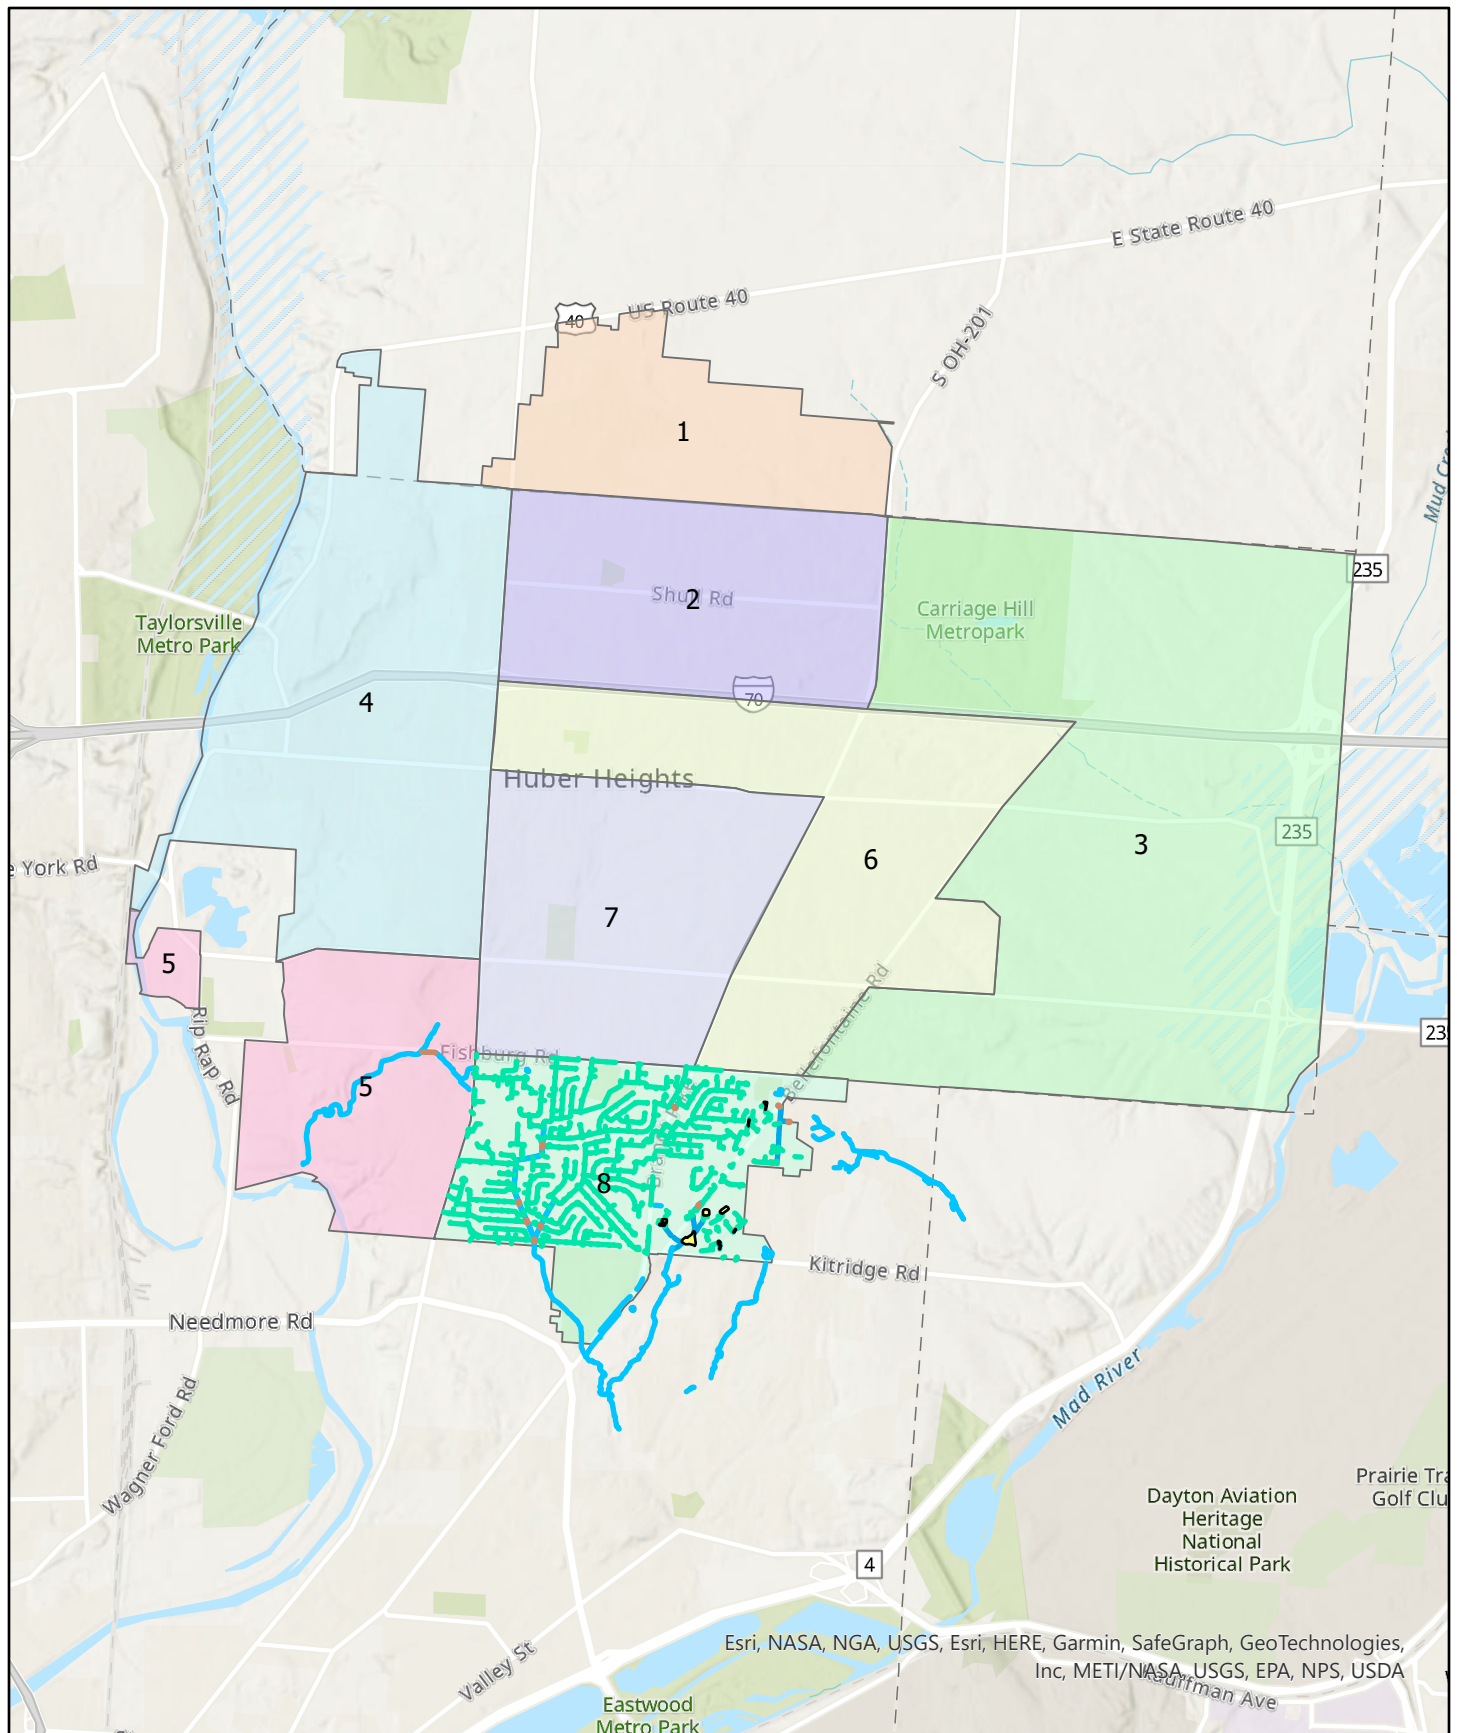 E State Route 40
US Route 40
40
S OH-201
1
Mud Cre
235
Shull Rd
2
Carriage Hill
Metropark
Taylorsville
Metro Park
70
4
Huber Heights
235
3
6
e York Rd
7
5
Rip Rap Rd
Bellefontaine Rd
23
Fishburg Rd
5
8
Kitridge Rd
Needmore Rd
Mad River
Wagner Ford Rd
Prairie Tra
Golf Clu
Dayton Aviation
Heritage
National
Historical Park
4
Esri, NASA, NGA, USGS, Esri, HERE, Garmin, SafeGraph, GeoTechnologies,
Inc, METI/NASA, USGS, EPA, NPS, USDA
Valley St
Kauffman Ave
Eastwood
Metro Park